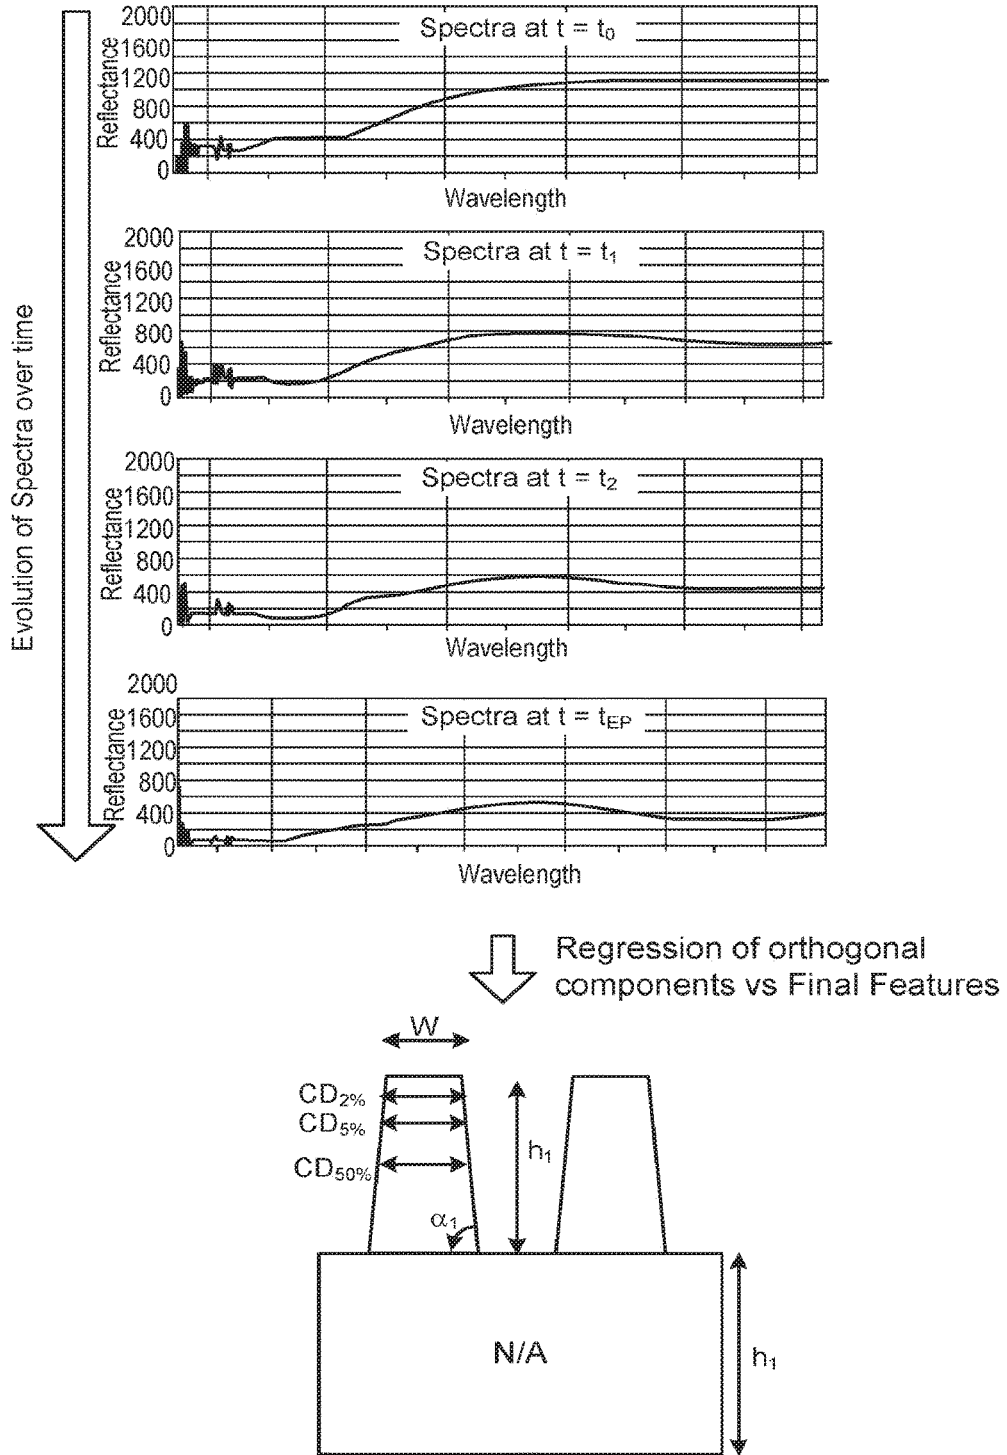 Evolution of Spectra over time
Spectra at t = t0
Reflectance
2000
1600
1200
800
400
0
Wavelength
Spectra at t = t1
Reflectance
2000
1600
1200
800
400
0
Wavelength
Spectra at t = t2
Reflectance
2000
1600
1200
800
400
0
Wavelength
Spectra at t = tEP
Reflectance
2000
1600
1200
800
400
0
Wavelength
Regression of orthogonal
components vs Final Features
W
CD2%
CD5%
CD50%
h1
α1
N/A
h1